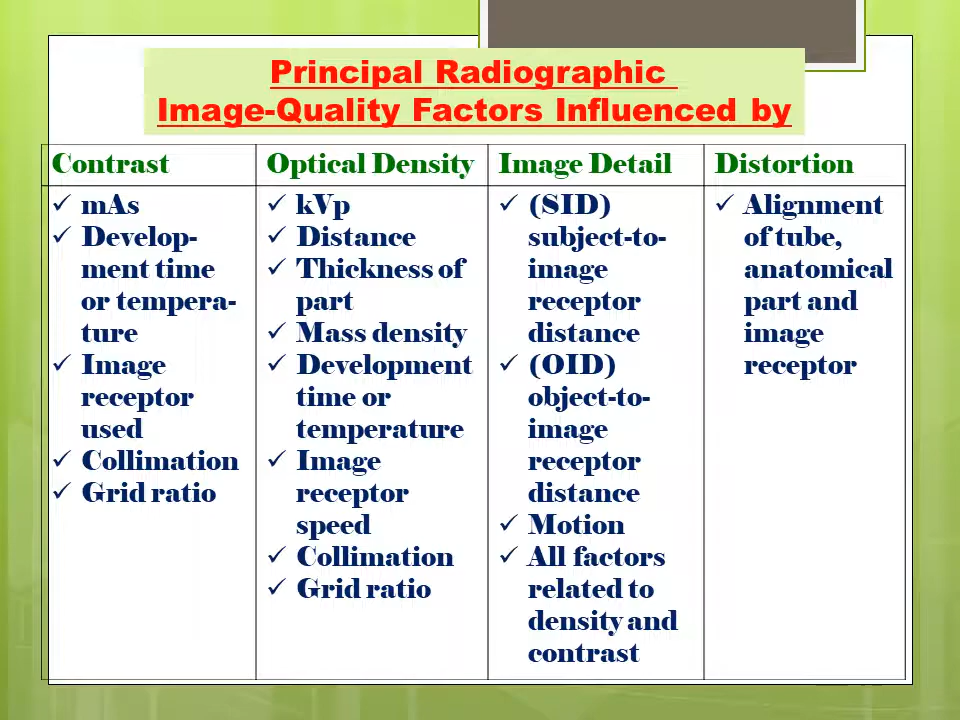 Principal Radiographic
Image-Quality Factors Influenced by
Contrast
Optical Density
Image Detail
Distortion
✓ mAs
✓ Develop-
ment time
or tempera-
ture
✓ Image
receptor
used
✓ Collimation
✓ Grid ratio
✓ kVp
✓ Distance
✓ Thickness of
part
✓ Mass density
✓ Development
time or
temperature
✓ Image
receptor
speed
✓ Collimation
✓ Grid ratio
✓ (SID)
subject-to-
image
receptor
distance
✓ (OID)
object-to-
image
receptor
distance
✓ Motion
✓ All factors
related to
density and
contrast
✓ Alignment
of tube,
anatomical
part and
image
receptor